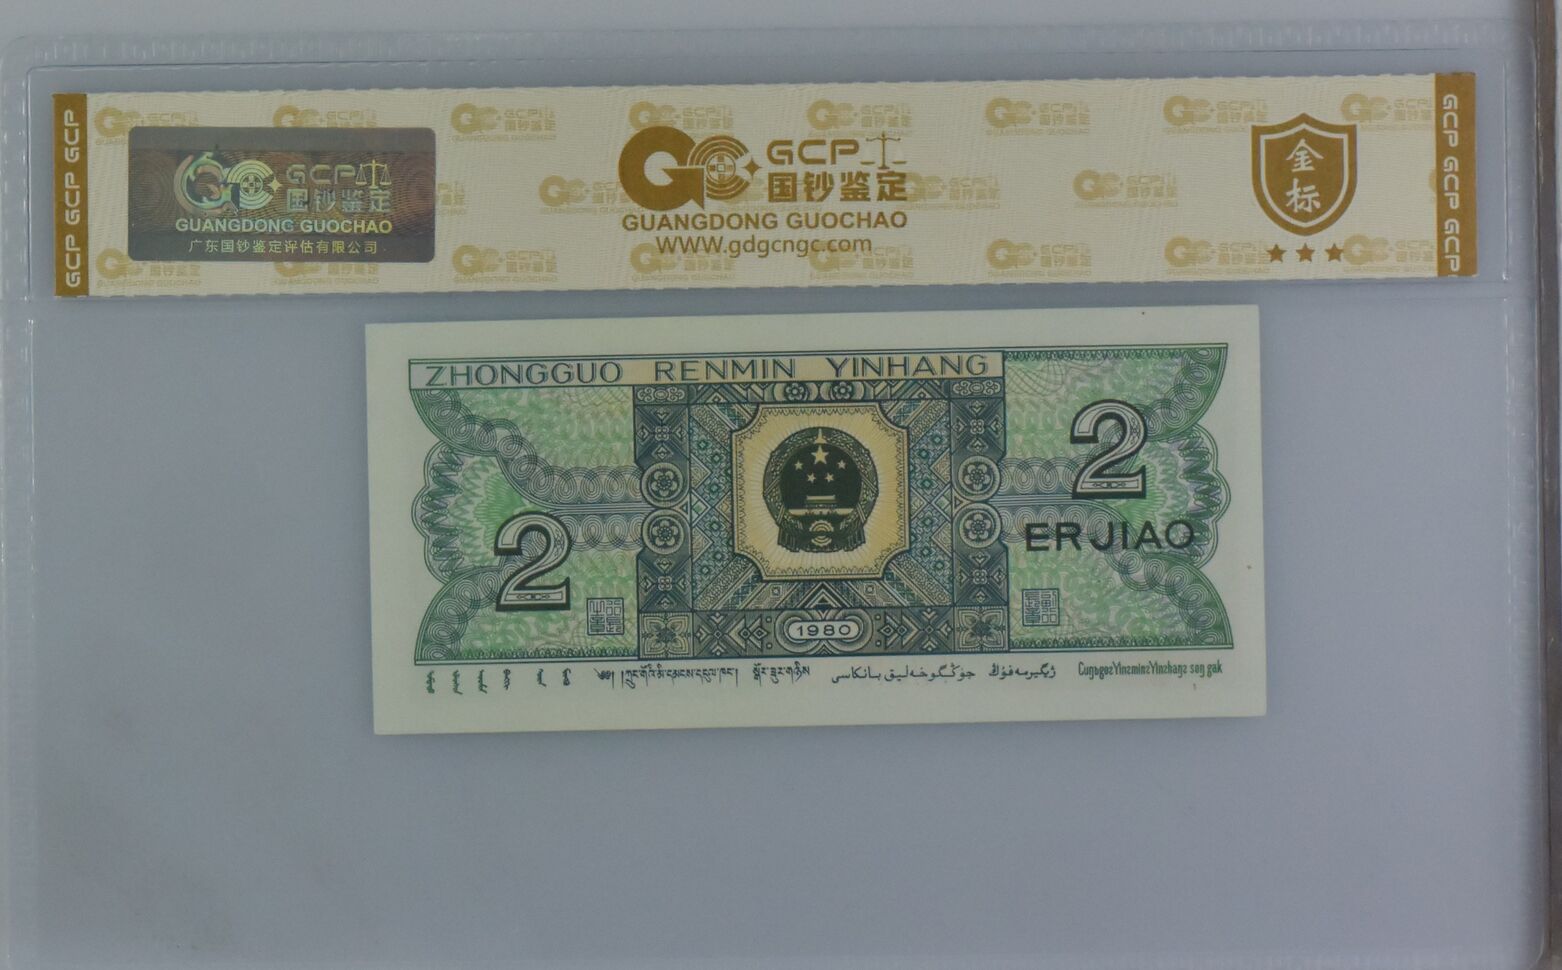 GCP GCP GCP
GCP
国钞鉴定
GUANGDONG GUOCHAO
广东国钞鉴定评估有限公司
GCP
国钞鉴定
GUANGDONG GUOCHAO
WWW.gdgcngc.com
金
标
GCP GCP GCP
ZHONGGUO RENMIN YINHANG
2
ERJIAO
2
1980